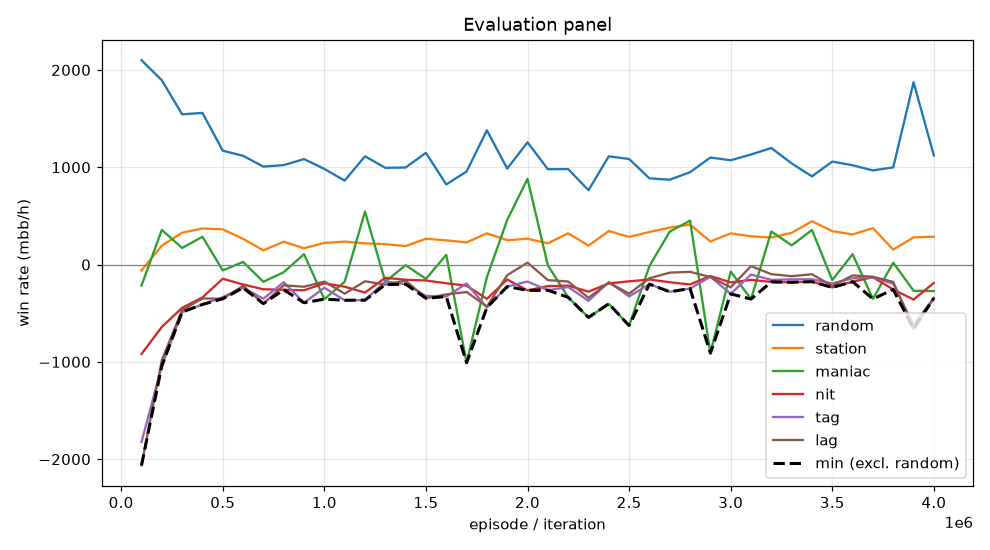 Evaluation panel
win rate (mbb/h)
2000
1000
0
−1000
−2000
random
station
maniac
nit
tag
lag
min (excl. random)
0.0 0.5 1.0 1.5 2.0 2.5 3.0 3.5 4.0
episode / iteration
1e6